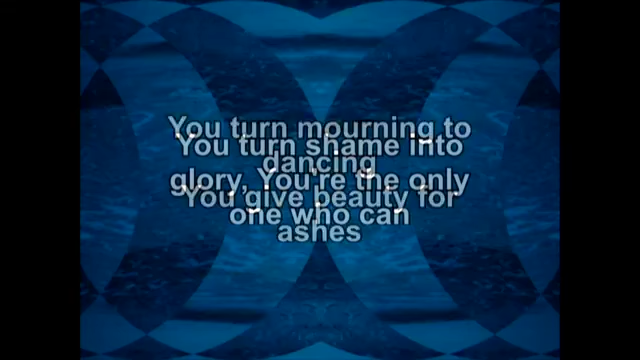 You turn mourning to
You turn shame into
dancing
glory, You're the only
You give beauty for
one who can
ashes